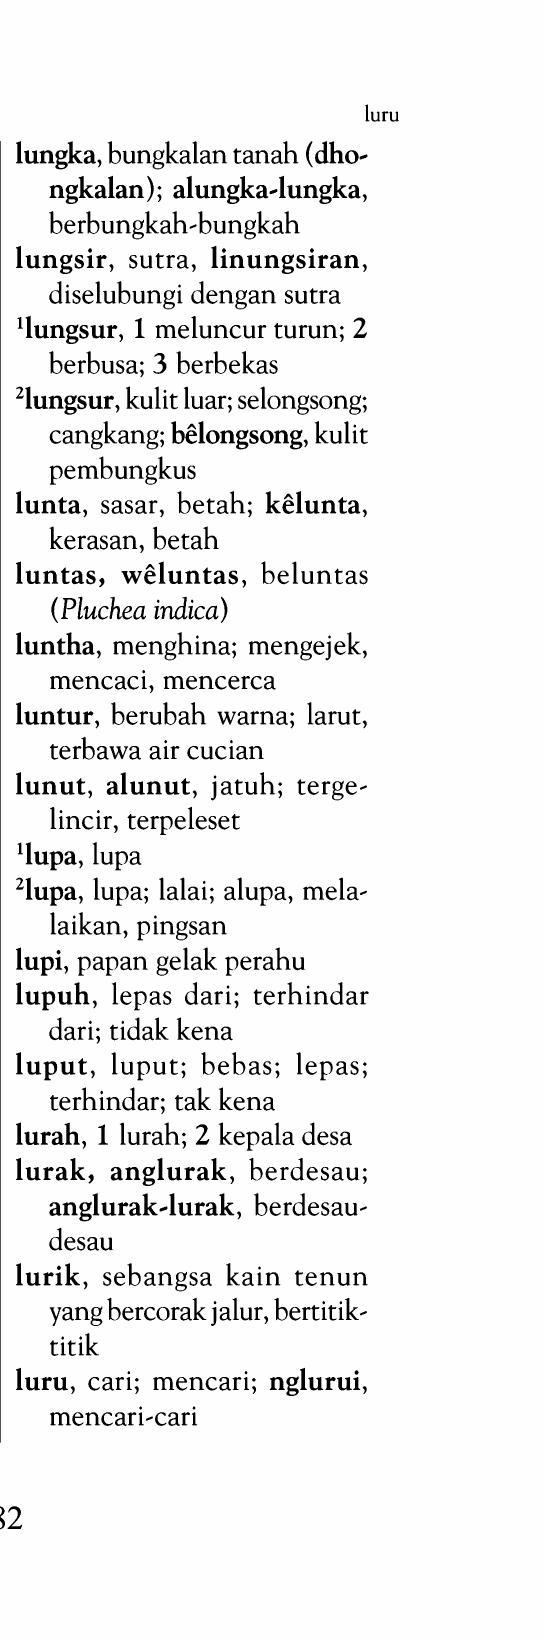 luru
lungka, bungkalan tanah (dho-
ngkalan); alungka-lungka,
berbungkah-bungkah
lungsir, sutra, linungsiran,
diselubungi dengan sutra
¹lungsur, 1 meluncur turun; 2
berbusa; 3 berbekas
²lungsur, kulit luar; selongsong;
cangkang; bêlongsong, kulit
pembungkus
lunta, sasar, betah; kêlunta,
kerasan, betah
luntas, wêluntas, beluntas
(Pluchea indica)
luntha, menghina; mengejek,
mencaci, mencerca
luntur, berubah warna; larut,
terbawa air cucian
lunut, alunut, jatuh; terge-
lincir, terpeleset
¹lupa, lupa
²lupa, lupa; lalai; alupa, mela-
laikan, pingsan
lupi, papan gelak perahu
lupuh, lepas dari; terhindar
dari; tidak kena
luput, luput; bebas; lepas;
terhindar; tak kena
lurah, 1 lurah; 2 kepala desa
lurak, anglurak, berdesau;
anglurak-lurak, berdesau-
desau
lurik, sebangsa kain tenun
yang bercorak jalur, bertitik-
titik
luru, cari; mencari; nglurui,
mencari-cari
82